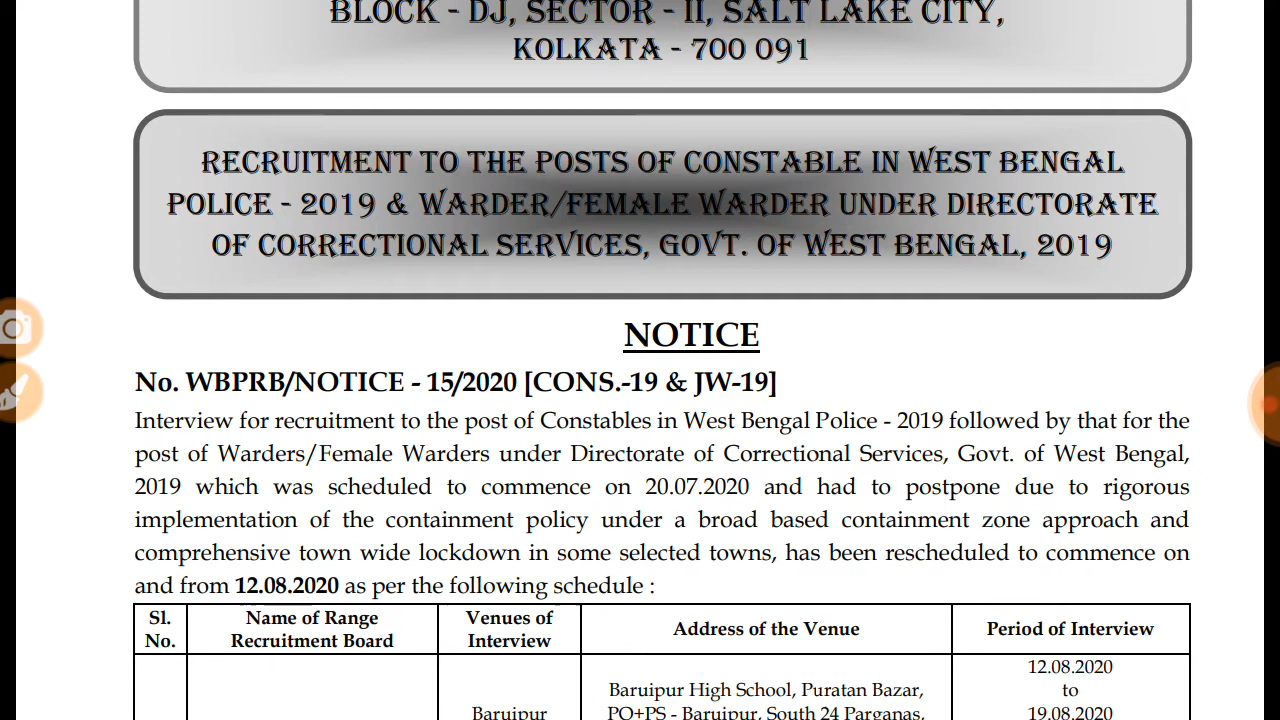 BLOCK - DJ, SECTOR - II, SALT LAKE CITY,
KOLKATA - 700 091
RECRUITMENT TO THE POSTS OF CONSTABLE IN WEST BENGAL
POLICE - 2019 & WARDER/FEMALE WARDER UNDER DIRECTORATE
OF CORRECTIONAL SERVICES, GOVT. OF WEST BENGAL, 2019
NOTICE
No. WBPRB/NOTICE - 15/2020 [CONS.-19 & JW-19]
Interview for recruitment to the post of Constables in West Bengal Police - 2019 followed by that for the
post of Warders/Female Warders under Directorate of Correctional Services, Govt. of West Bengal,
2019 which was scheduled to commence on 20.07.2020 and had to postpone due to rigorous
implementation of the containment policy under a broad based containment zone approach and
comprehensive town wide lockdown in some selected towns, has been rescheduled to commence on
and from 12.08.2020 as per the following schedule :
Sl. No. Name of Range Recruitment Board Venues of Interview Address of the Venue Period of Interview
Baruipur
Baruipur High School, Puratan Bazar,
PO+PS - Baruipur, South 24 Parganas,
12.08.2020
to
19.08.2020